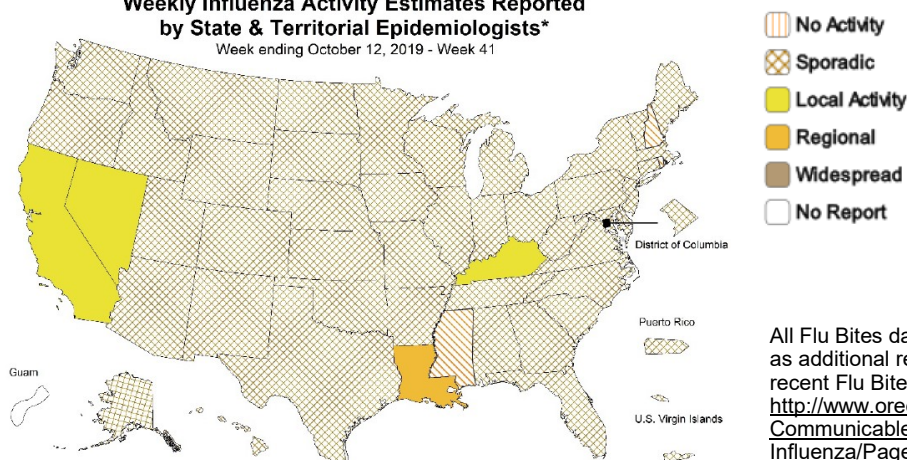 Weekly Influenza Activity Estimates Reported
by State & Territorial Epidemiologists*
Week ending October 12, 2019 - Week 41
No Activity
Sporadic
Local Activity
Regional
Widespread
No Report
District of Columbia
Puerto Rico
Guam
U.S. Virgin Islands
All Flu Bites da
as additional re
recent Flu Bite
http://www.ore
Communicable
Influenza/Page